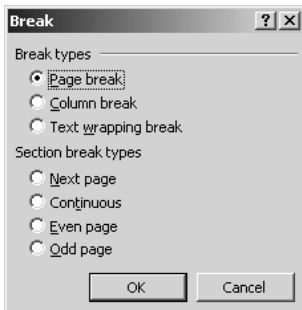 Break
Break types
Page break
Column break
Text wrapping break
Section break types
Next page
Continuous
Even page
Odd page
OK Cancel